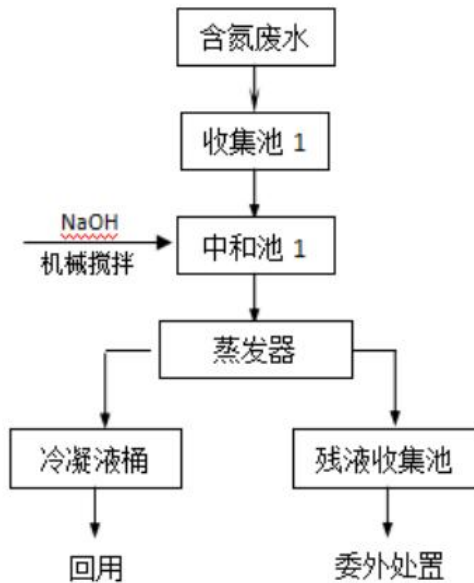 含氮废水
收集池 1
NaOH
机械搅拌
中和池 1
蒸发器
冷凝液桶
残液收集池
回用
委外处置